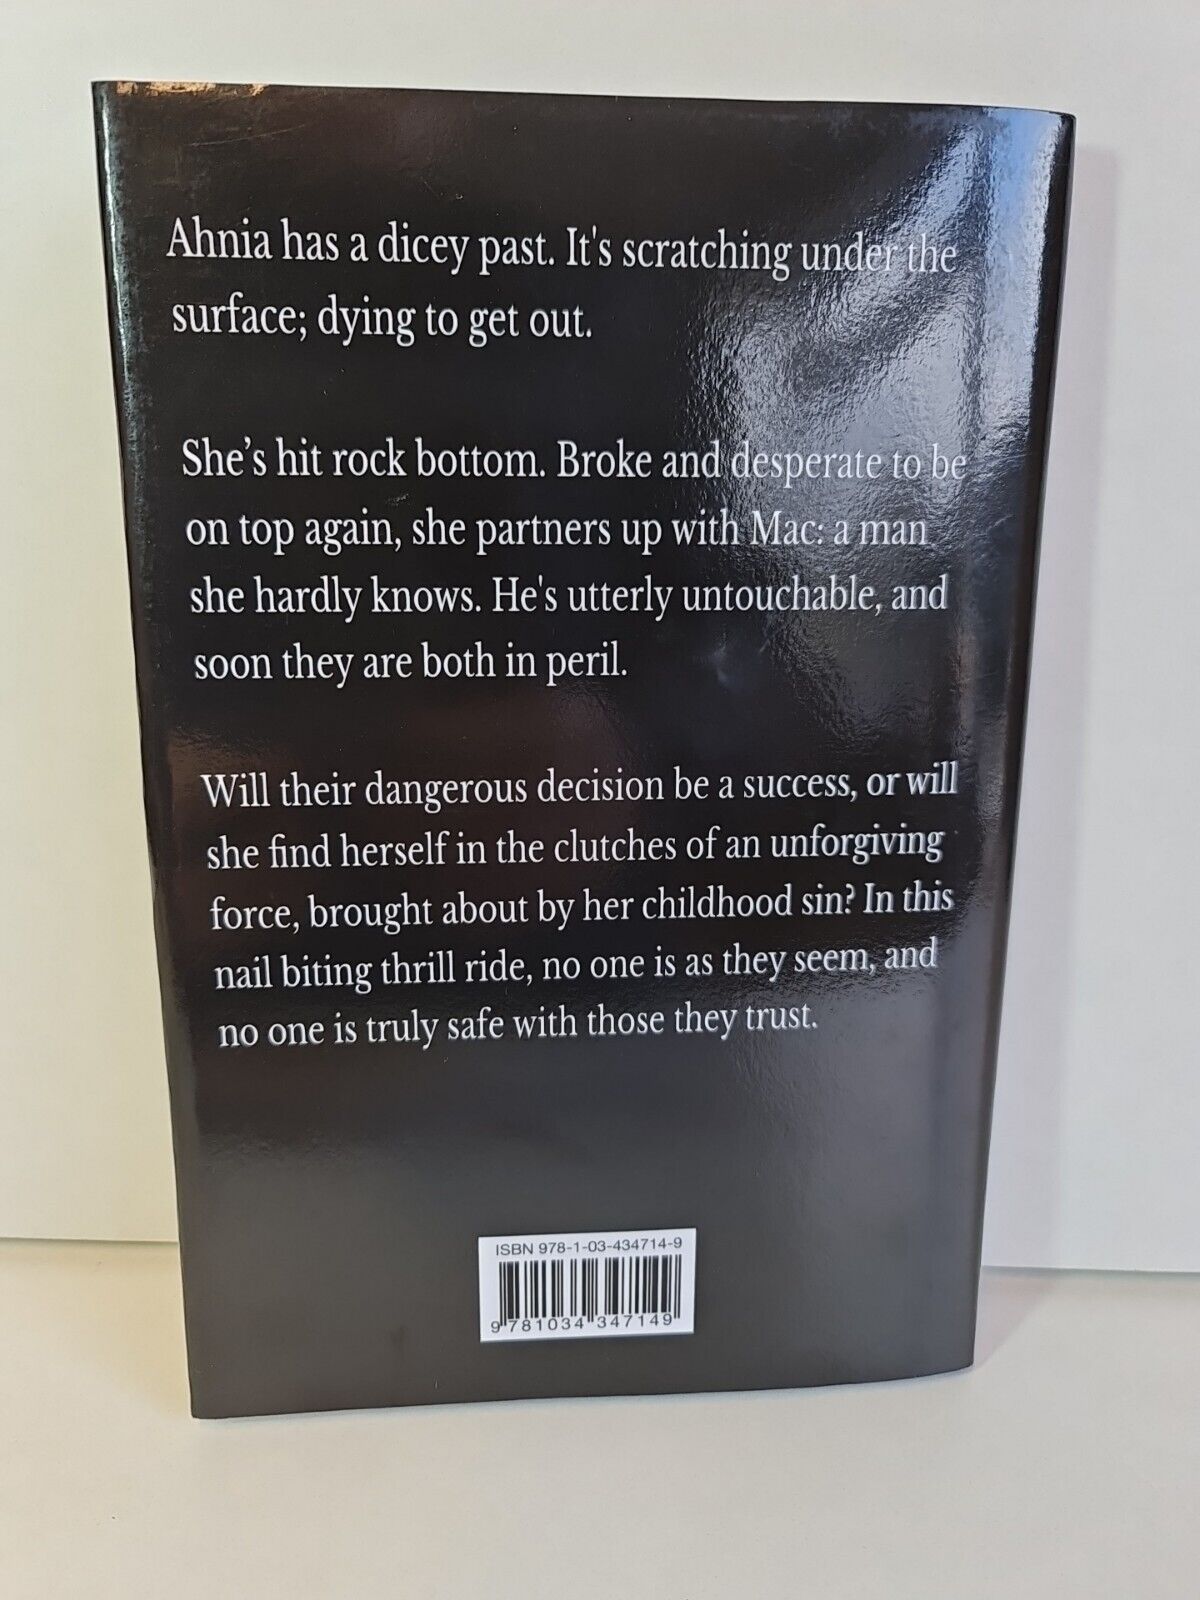 Ahnia has a dicey past. It's scratching under the
surface; dying to get out.
She’s hit rock bottom. Broke and desperate to be
on top again, she partners up with Mac: a man
she hardly knows. He's utterly untouchable, and
soon they are both in peril.
Will their dangerous decision be a success, or will
she find herself in the clutches of an unforgiving
force, brought about by her childhood sin? In this
nail biting thrill ride, no one is as they seem, and
no one is truly safe with those they trust.
ISBN 978-1-03-434714-9
9 781034 347149